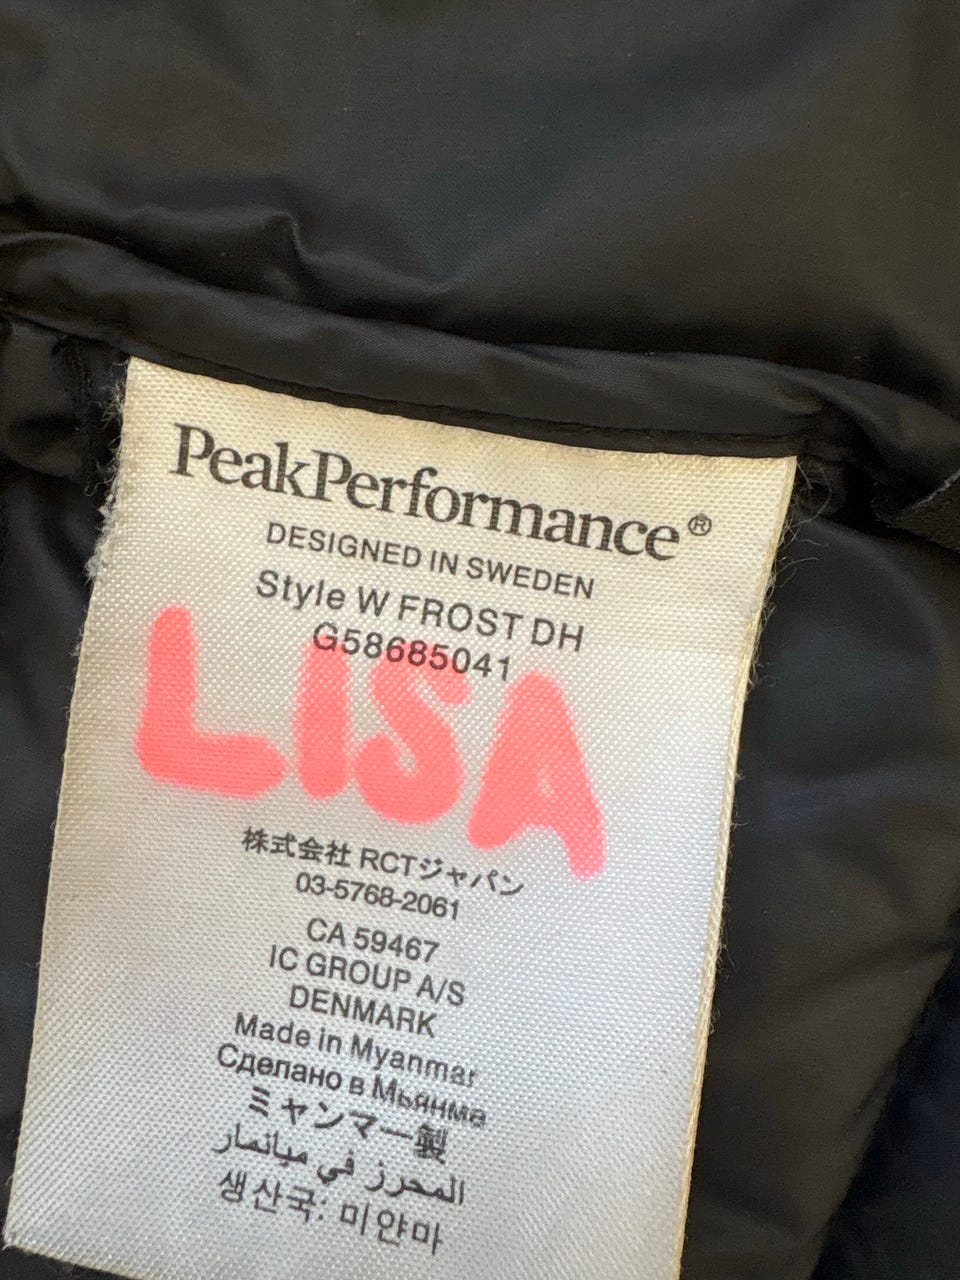 PeakPerformance®
DESIGNED IN SWEDEN
Style W FROST DH
G58685041
LISA
株式会社 RCTジャパン
03-5768-2061
CA 59467
IC GROUP A/S
DENMARK
Made in Myanmar
Сделано в Мьянме
ミャンマー製
المحرز في ميانمار
생산국: 미얀마